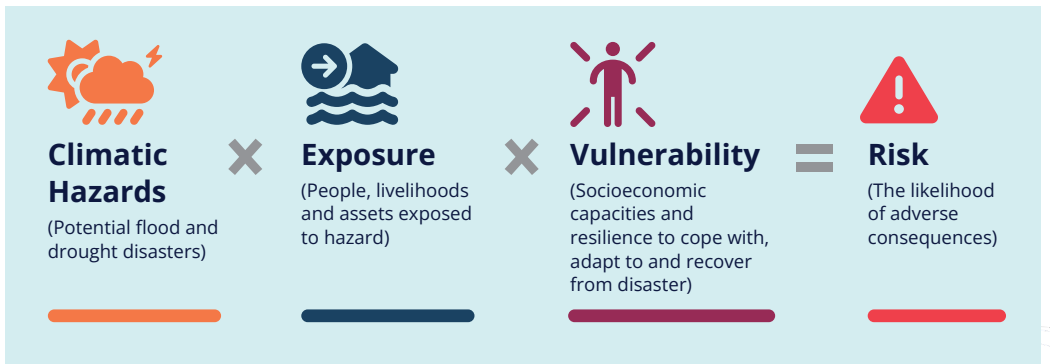 Climatic
Hazards
(Potential flood and
drought disasters)
×
Exposure
(People, livelihoods
and assets exposed
to hazard)
×
Vulnerability
(Socioeconomic
capacities and
resilience to cope with,
adapt to and recover
from disaster)
=
Risk
(The likelihood
of adverse
consequences)